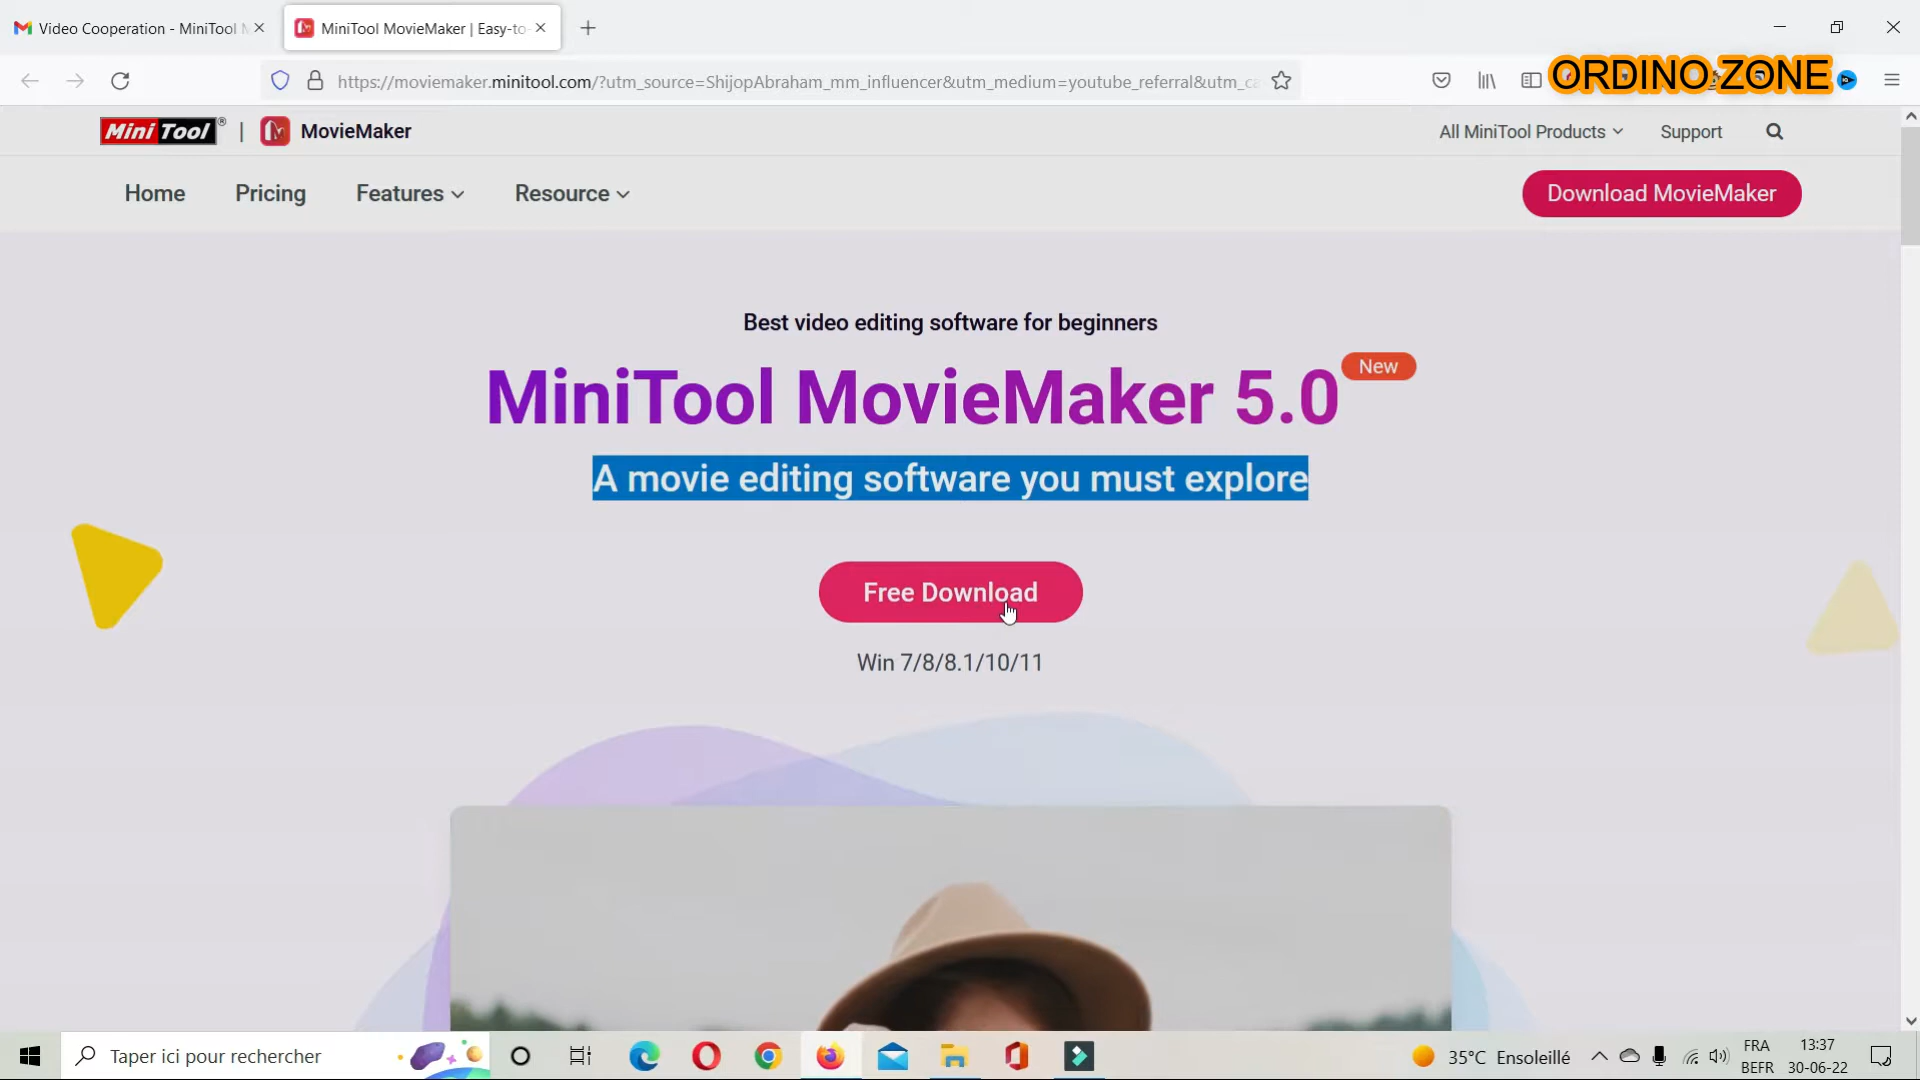 Video Cooperation - MiniTool M
MiniTool MovieMaker | Easy-to-
https://moviemaker.minitool.com/?utm_source=ShijopAbraham_mm_influencer&utm_medium=youtube_referral&utm_ca
ORDINO ZONE
MiniTool® | MovieMaker
All MiniTool Products
Support
Home
Pricing
Features
Resource
Download MovieMaker
Best video editing software for beginners
MiniTool MovieMaker 5.0
New
A movie editing software you must explore
Free Download
Win 7/8/8.1/10/11
Taper ici pour rechercher
35°C Ensoleillé
FRA
BEFR
13:37
30-06-22